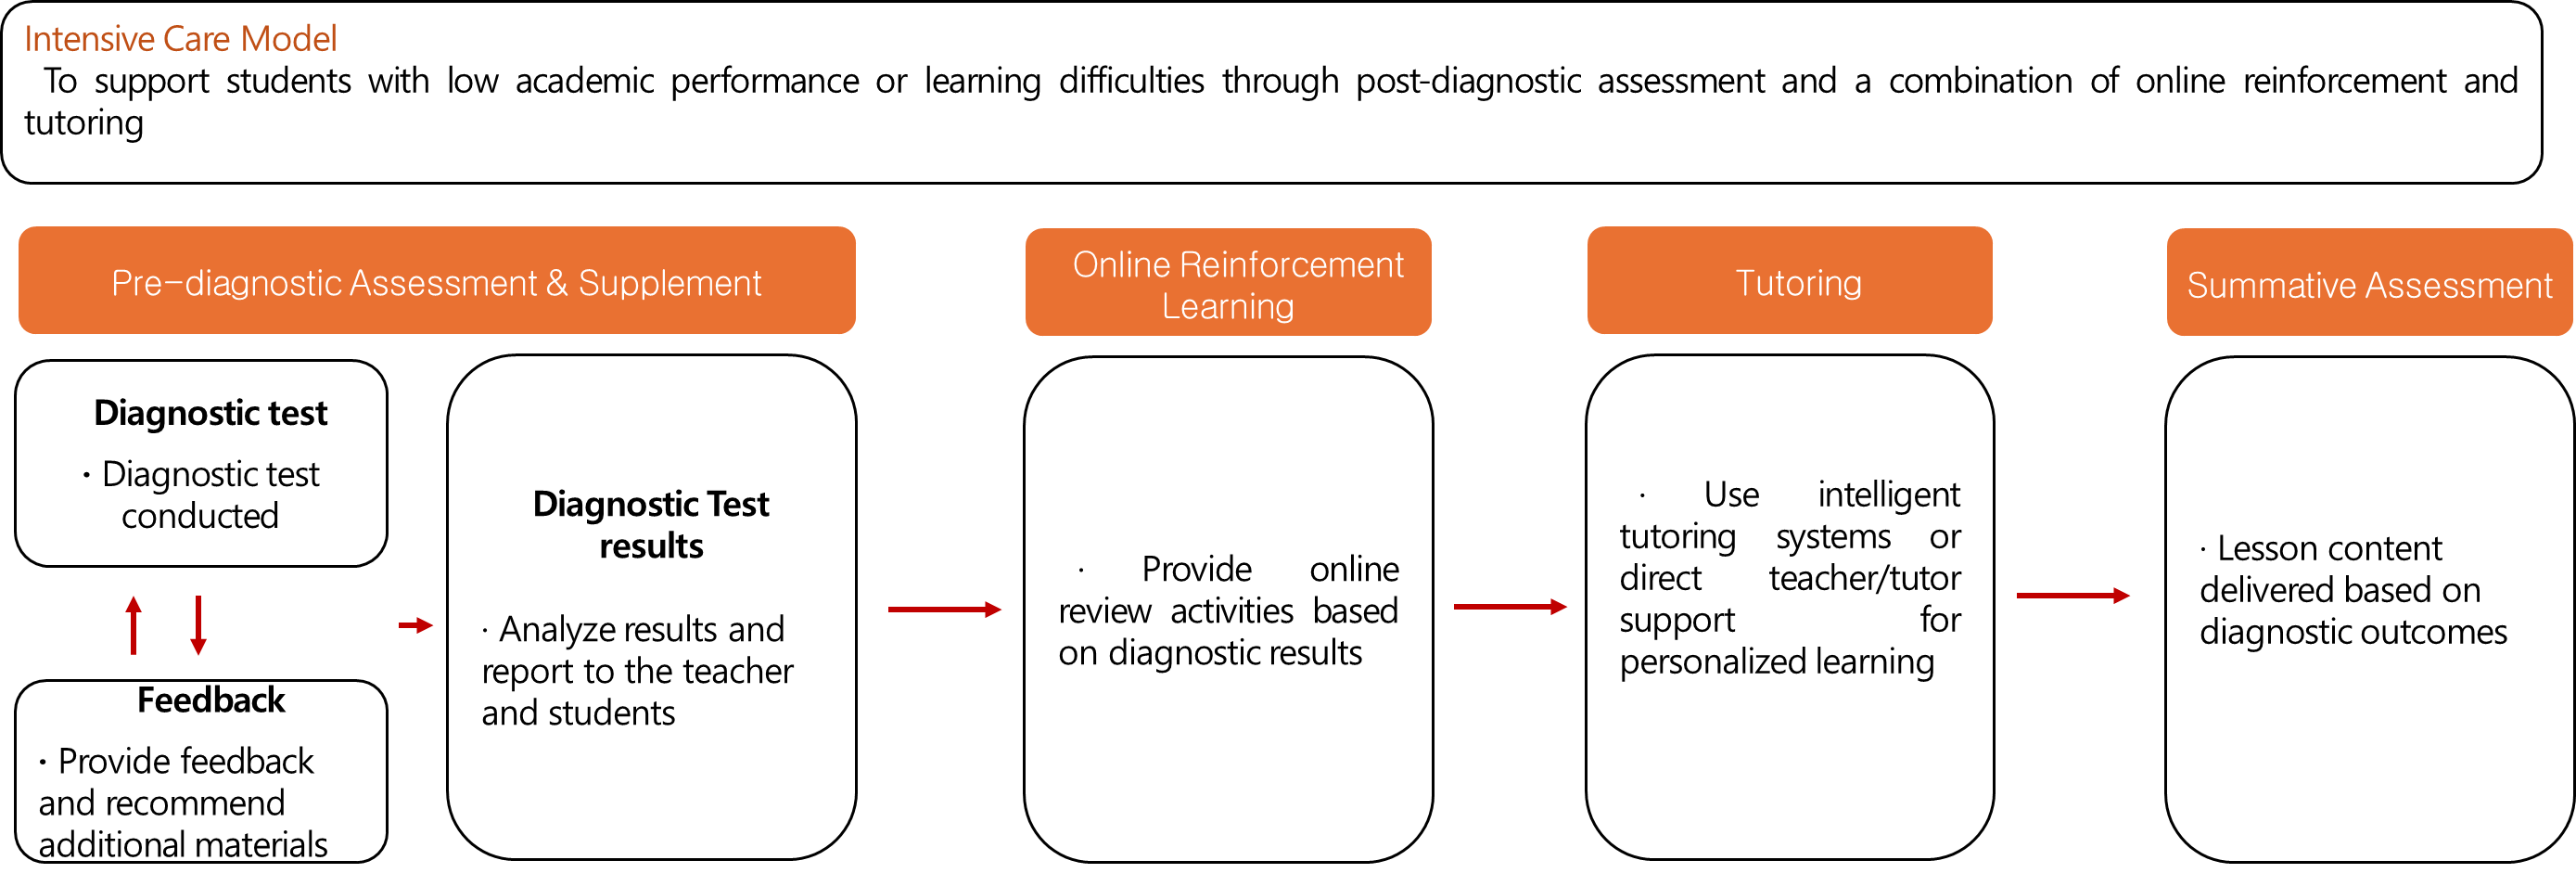 Intensive Care Model
To support students with low academic performance or learning difficulties through post-diagnostic assessment and a combination of online reinforcement and
tutoring
Pre-diagnostic Assessment & Supplement
Diagnostic test
· Diagnostic test
conducted
Feedback
· Provide feedback
and recommend
additional materials
Diagnostic Test
results
· Analyze results and
report to the teacher
and students
Online Reinforcement
Learning
· Provide online
review activities based
on diagnostic results
Tutoring
· Use intelligent
tutoring systems or
direct teacher/tutor
support for
personalized learning
Summative Assessment
· Lesson content
delivered based on
diagnostic outcomes